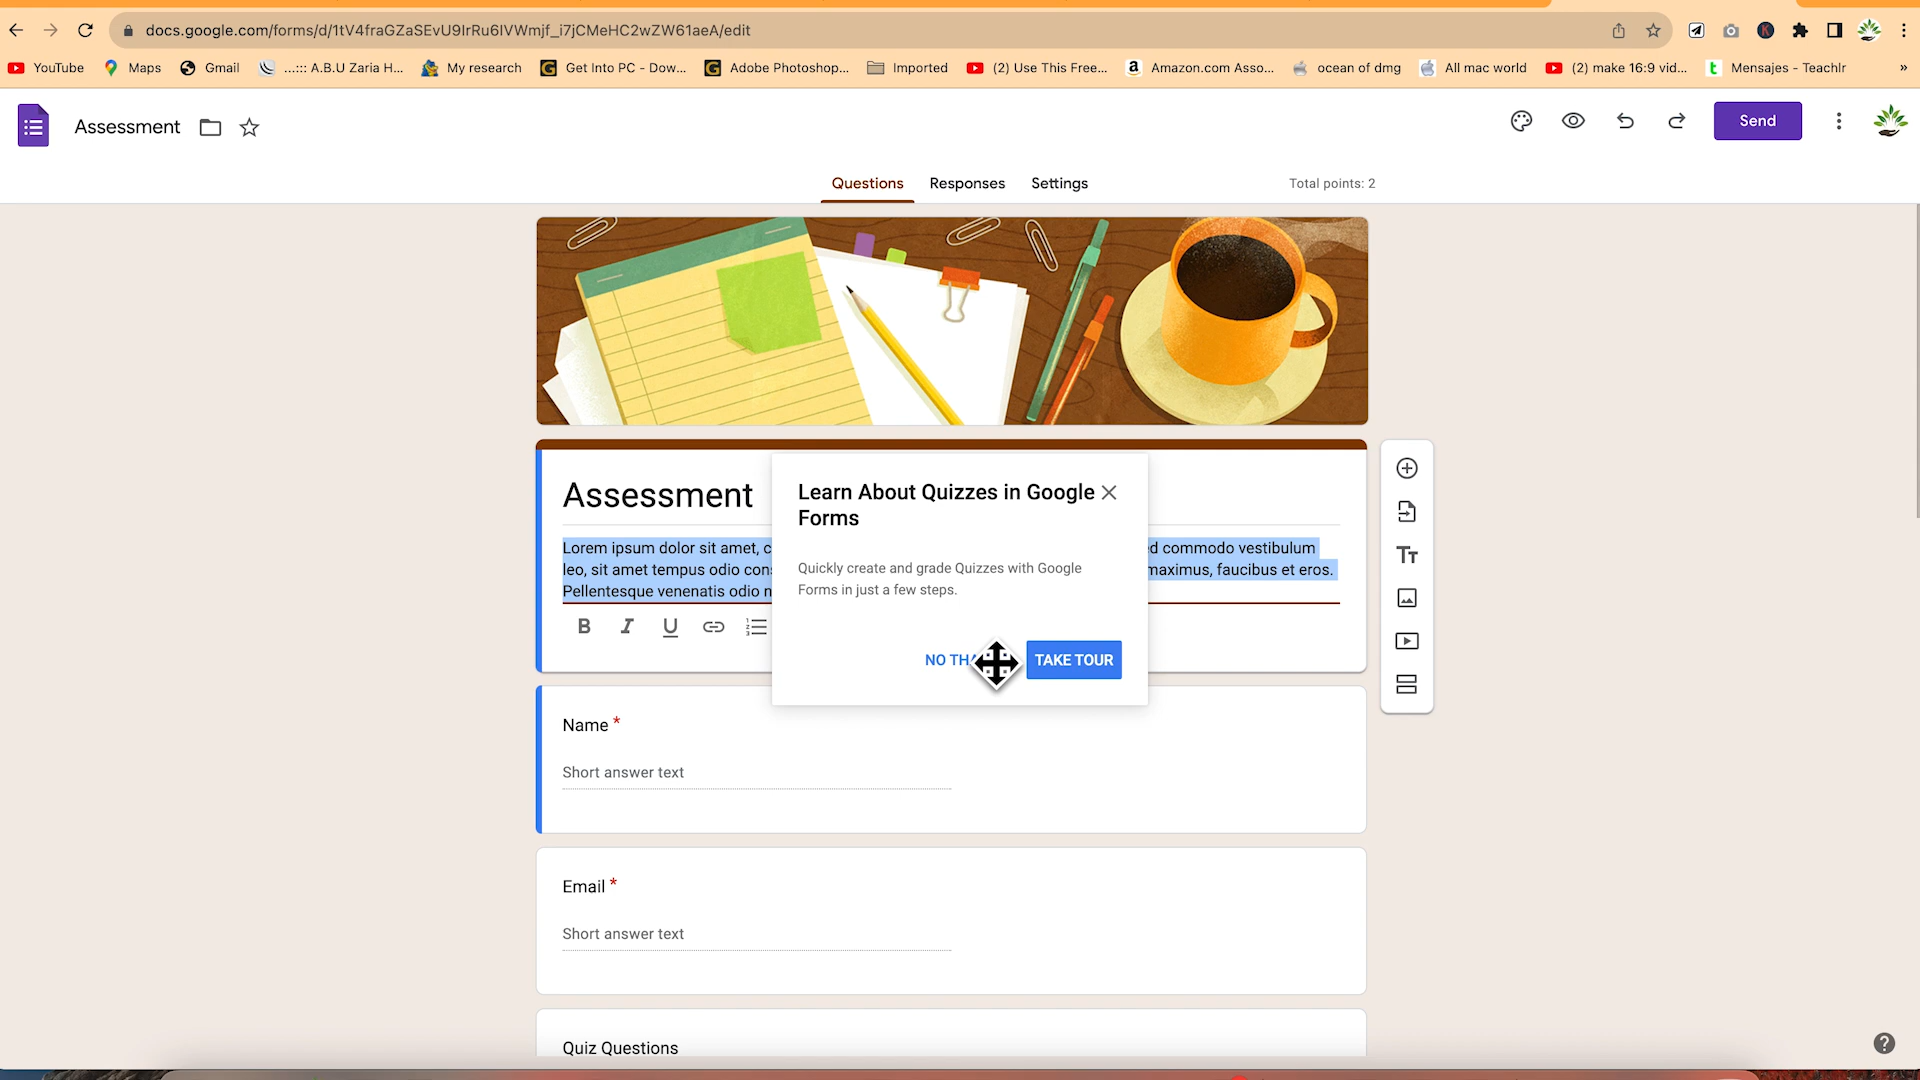 docs.google.com/forms/d/1tV4fraGZaSEvU9IrRu6IVWmjf_i7jCMeHC2wZW61aeA/edit
YouTube Maps Gmail ...::: A.B.U Zaria H... My research Get Into PC - Dow... Adobe Photoshop... Imported (2) Use This Free... Amazon.com Asso... ocean of dmg All mac world (2) make 16:9 vid... Mensajes - Teachlr »
Assessment
Send
Questions Responses Settings Total points: 2
Assessment
Learn About Quizzes in Google
Forms
Lorem ipsum dolor sit amet, c
d commodo vestibulum
leo, sit amet tempus odio con
maximus, faucibus et eros.
Pellentesque venenatis odio
Quickly create and grade Quizzes with Google
Forms in just a few steps.
B I U
NO THA TAKE TOUR
Name *
Short answer text
Email *
Short answer text
Quiz Questions